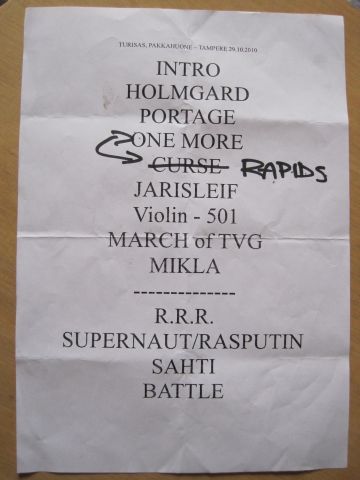 TURISAS, PAKKAHUONE – TAMPERE 29.10.2010
INTRO
HOLMGARD
PORTAGE
ONE MORE
CURSE RAPIDS
JARISLEIF
Violin - 501
MARCH of TVG
MIKLA
--------------
R.R.R.
SUPERNAUT/RASPUTIN
SAHTI
BATTLE